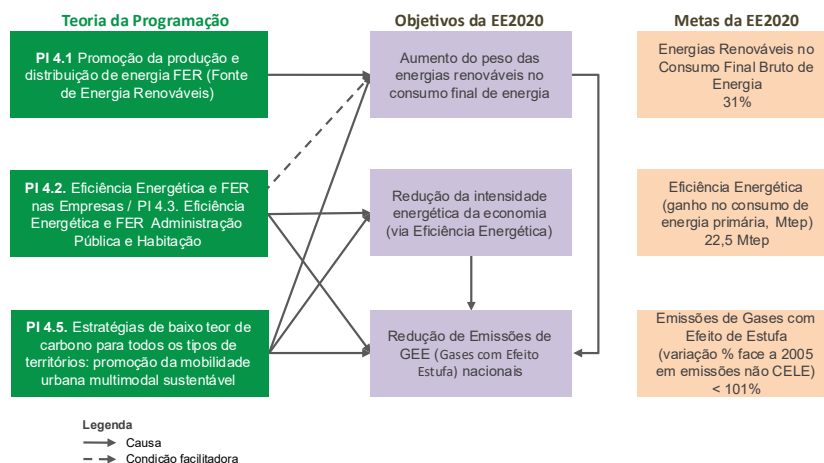 Teoria da Programação
Objetivos da EE2020
Metas da EE2020
PI 4.1 Promoção da produção e
distribuição de energia FER (Fonte
de Energia Renováveis)
Aumento do peso das
energias renováveis no
consumo final de energia
Energias Renováveis no
Consumo Final Bruto de
Energia
31%
PI 4.2. Eficiência Energética e FER
nas Empresas / PI 4.3. Eficiência
Energética e FER Administração
Pública e Habitação
Redução da intensidade
energética da economia
(via Eficiência Energética)
Eficiência Energética
(ganho no consumo de
energia primária, Mtep)
22,5 Mtep
PI 4.5. Estratégias de baixo teor de
carbono para todos os tipos de
territórios: promoção da mobilidade
urbana multimodal sustentável
Redução de Emissões de
GEE (Gases com Efeito
Estufa) nacionais
Emissões de Gases com
Efeito de Estufa
(variação % face a 2005
em emissões não CELE)
< 101%
Legenda
Causa
Condição facilitadora